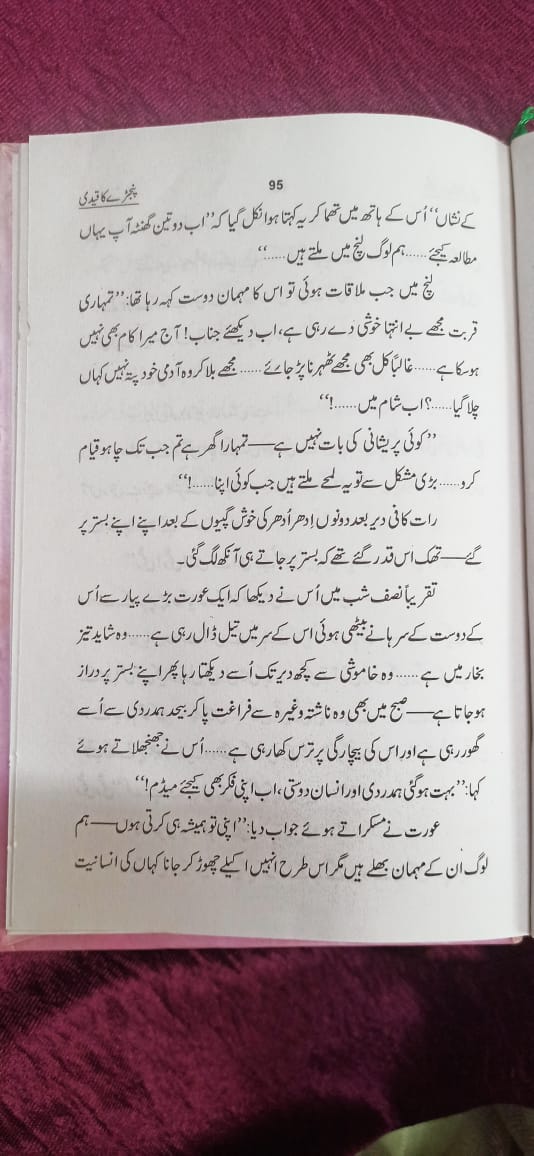 95
پنجڑے کا قیدی
کے نشاں‘‘ اُس کے ہاتھ میں تھما کر یہ کہتا ہوا نکل گیا کہ ’’اب دو تین گھنٹہ آپ یہاں
مطالعہ کیجئے......ہم لوگ لنچ میں ملتے ہیں......‘‘
لنچ میں جب ملاقات ہوئی تو اس کا مہمان دوست کہہ رہا تھا: ’’تمہاری
قربت مجھے بے انتہا خوشی دے رہی ہے، اب دیکھئے جناب! آج میرا کام بھی نہیں
ہوسکا ہے......غالباً کل بھی مجھے ٹھہرنا پڑ جائے......مجھے بلا کر وہ آدمی خود پتہ نہیں کہاں
چلا گیا......؟ اب شام میں......!‘‘
’’کوئی پریشانی کی بات نہیں ہے—تمہارا گھر ہے تم جب تک چاہو قیام
کرو......بڑی مشکل سے تو یہ لمحے ملتے ہیں جب کوئی اپنا......!‘‘
رات کافی دیر بعد دونوں اِدھر اُدھر کی خوش گپیوں کے بعد اپنے اپنے بستر پر
گئے—تھک اس قدر گئے تھے کہ بستر پر جاتے ہی آنکھ لگ گئی۔
تقریباً نصف شب میں اُس نے دیکھا کہ ایک عورت بڑے پیار سے اُس
کے دوست کے سرہانے بیٹھی ہوئی اس کے سر میں تیل ڈال رہی ہے......وہ شاید تیز
بخار میں ہے......وہ خاموشی سے کچھ دیر تک اُسے دیکھتا رہا پھر اپنے بستر پر دراز
ہوجاتا ہے—صبح میں بھی وہ ناشتہ وغیرہ سے فراغت پا کر بیحد ہمدردی سے اُسے
گھور رہی ہے اور اس کی بیچارگی پر ترس کھا رہی ہے......اُس نے جھنجھلاتے ہوئے
کہا: ’’بہت ہوگئی ہمدردی اور انسان دوستی، اب اپنی فکر بھی کیجئے میڈم!‘‘
عورت نے مسکراتے ہوئے جواب دیا: ’’اپنی تو ہمیشہ ہی کرتی ہوں—ہم
لوگ ان کے مہمان بھلے ہیں مگر اس طرح انہیں اکیلے چھوڑ کر جانا کہاں کی انسانیت